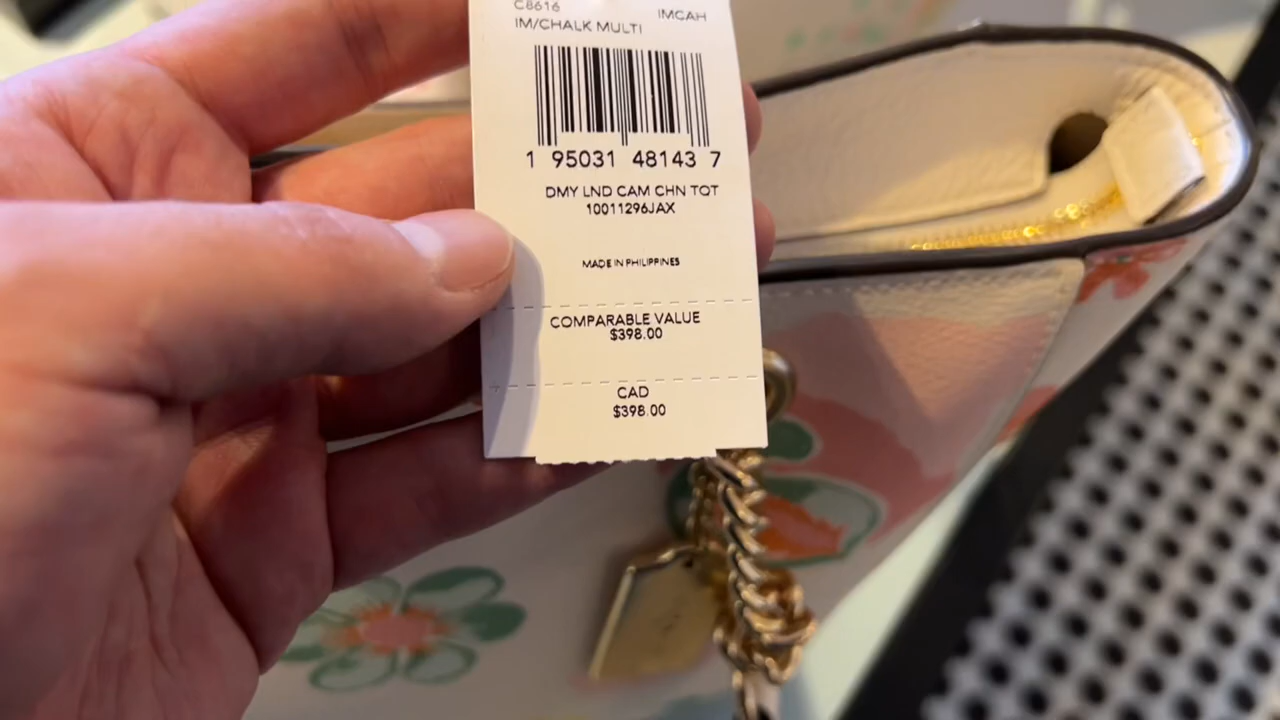 C8616 IMCAH
IM/CHALK MULTI
1 95031 48143 7
DMY LND CAM CHN TOT
10011296JAX
MADE IN PHILIPPINES
COMPARABLE VALUE
$398.00
CAD
$398.00